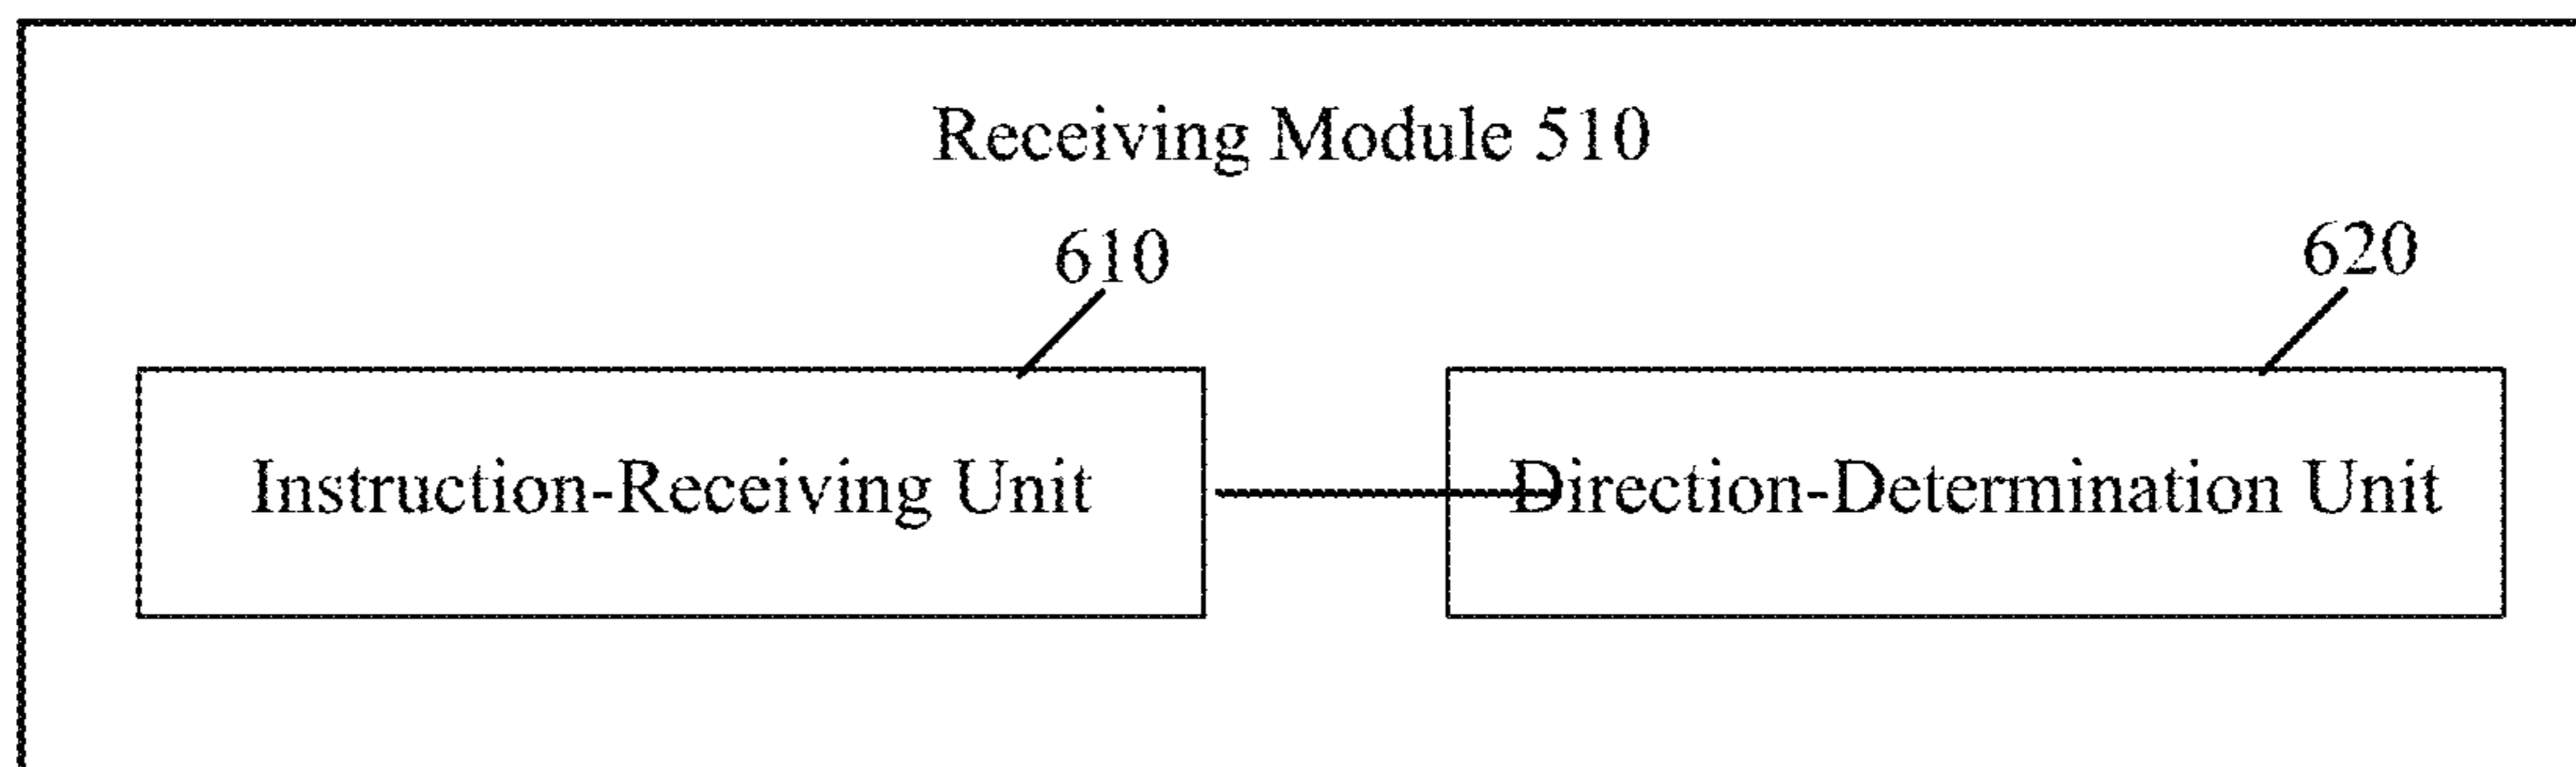 Receiving Module 510
610
620
Instruction-Receiving Unit
Direction-Determination Unit